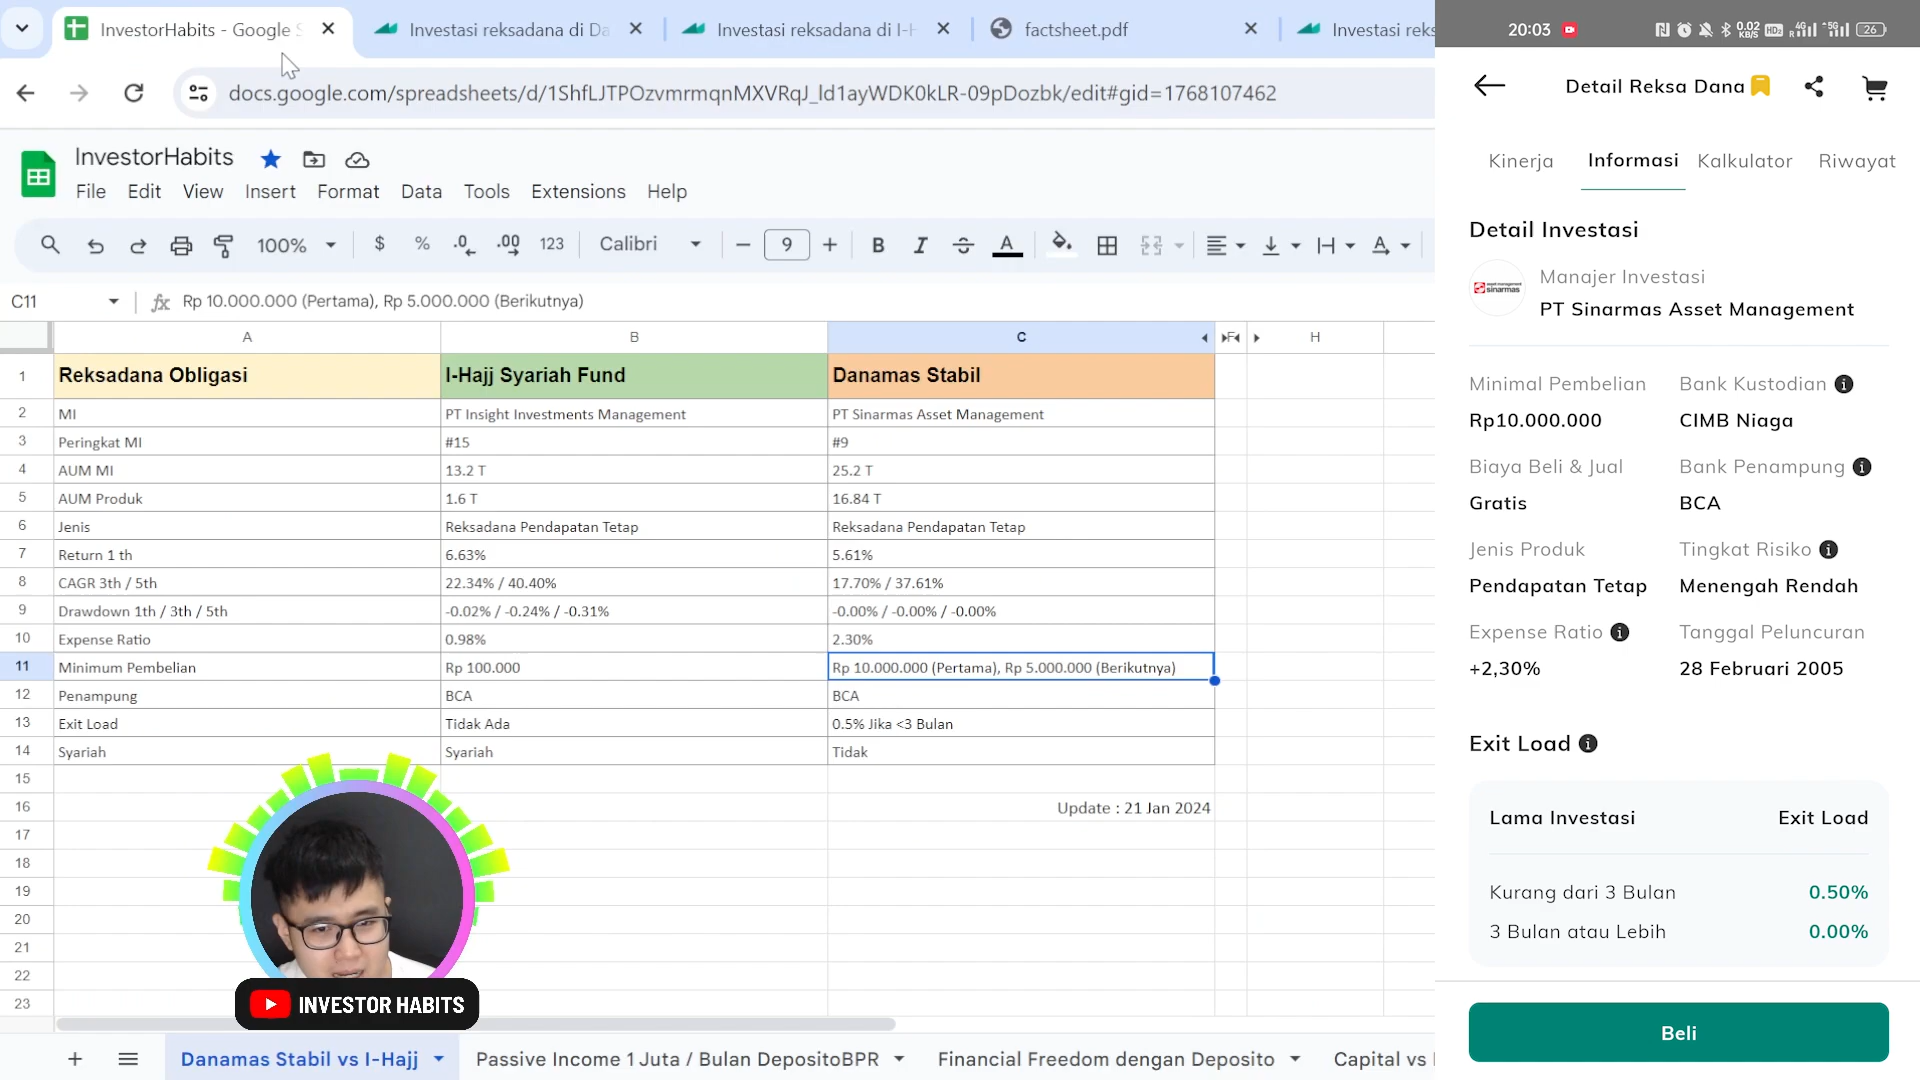 InvestorHabits - Google S
Investasi reksadana di Da
Investasi reksadana di I-H
factsheet.pdf
Investasi reks
docs.google.com/spreadsheets/d/1ShfLJTPOzvmrmqnMXVRqJ_ld1ayWDK0kLR-09pDozbk/edit#gid=1768107462
InvestorHabits
File Edit View Insert Format Data Tools Extensions Help
100% $ % .0 .00 123 Calibri 9 B I A
C11 fx Rp 10.000.000 (Pertama), Rp 5.000.000 (Berikutnya)
A B C F H
1 Reksadana Obligasi I-Hajj Syariah Fund Danamas Stabil
2 MI PT Insight Investments Management PT Sinarmas Asset Management
3 Peringkat MI #15 #9
4 AUM MI 13.2 T 25.2 T
5 AUM Produk 1.6 T 16.84 T
6 Jenis Reksadana Pendapatan Tetap Reksadana Pendapatan Tetap
7 Return 1 th 6.63% 5.61%
8 CAGR 3th / 5th 22.34% / 40.40% 17.70% / 37.61%
9 Drawdown 1th / 3th / 5th -0.02% / -0.24% / -0.31% -0.00% / -0.00% / -0.00%
10 Expense Ratio 0.98% 2.30%
11 Minimum Pembelian Rp 100.000 Rp 10.000.000 (Pertama), Rp 5.000.000 (Berikutnya)
12 Penampung BCA BCA
13 Exit Load Tidak Ada 0.5% Jika <3 Bulan
14 Syariah Syariah Tidak
15
16 Update : 21 Jan 2024
17
18
19
20
21
22
23
INVESTOR HABITS
Danamas Stabil vs I-Hajj Passive Income 1 Juta / Bulan DepositoBPR Financial Freedom dengan Deposito Capital vs
20:03 0.02 KB/S HD 4G 5G 26
Detail Reksa Dana
Kinerja Informasi Kalkulator Riwayat
Detail Investasi
sinarmas
Manajer Investasi
PT Sinarmas Asset Management
Minimal Pembelian Bank Kustodian
Rp10.000.000 CIMB Niaga
Biaya Beli & Jual Bank Penampung
Gratis BCA
Jenis Produk Tingkat Risiko
Pendapatan Tetap Menengah Rendah
Expense Ratio Tanggal Peluncuran
+2,30% 28 Februari 2005
Exit Load
Lama Investasi Exit Load
Kurang dari 3 Bulan 0.50%
3 Bulan atau Lebih 0.00%
Beli